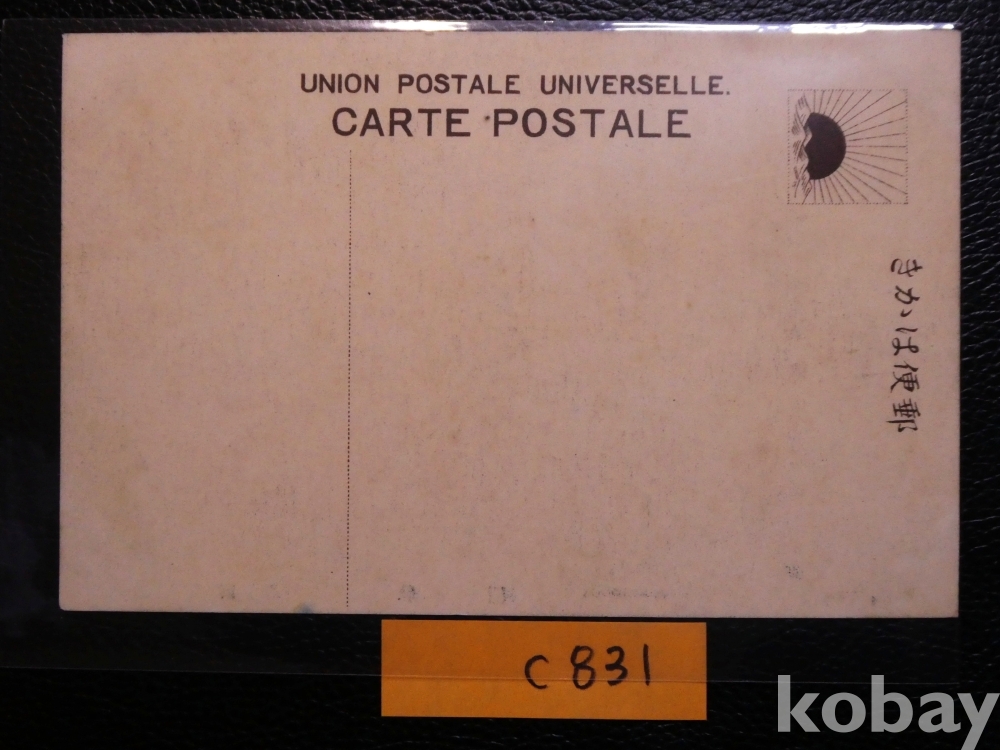 UNION POSTALE UNIVERSELLE.
CARTE POSTALE
きかは便郵
C831
kobay